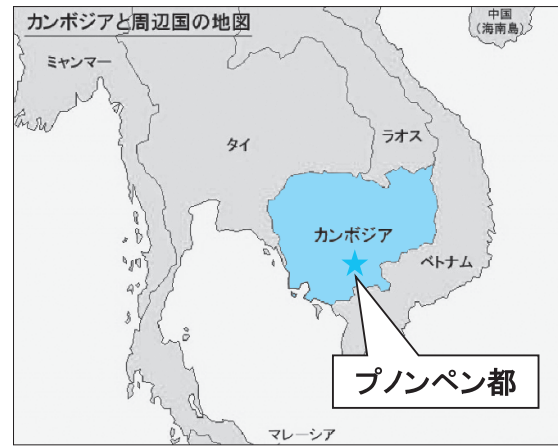 カンボジアと周辺国の地図
中国
(海南島)
ミャンマー
タイ
ラオス
カンボジア
ベトナム
プノンペン都
マレーシア